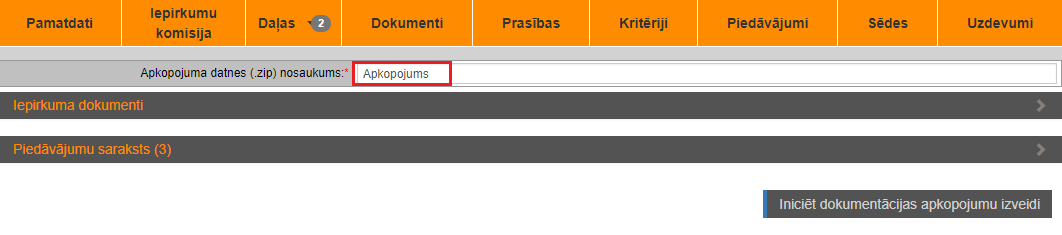 Pamatdati
Iepirkumu
komisija
Daļas 2
Dokumenti
Prasības
Kritēriji
Piedāvājumi
Sēdes
Uzdevumi
Apkopojuma datnes (.zip) nosaukums:* Apkopojums
Iepirkuma dokumenti
Piedāvājumu saraksts (3)
Iniciēt dokumentācijas apkopojumu izveidi